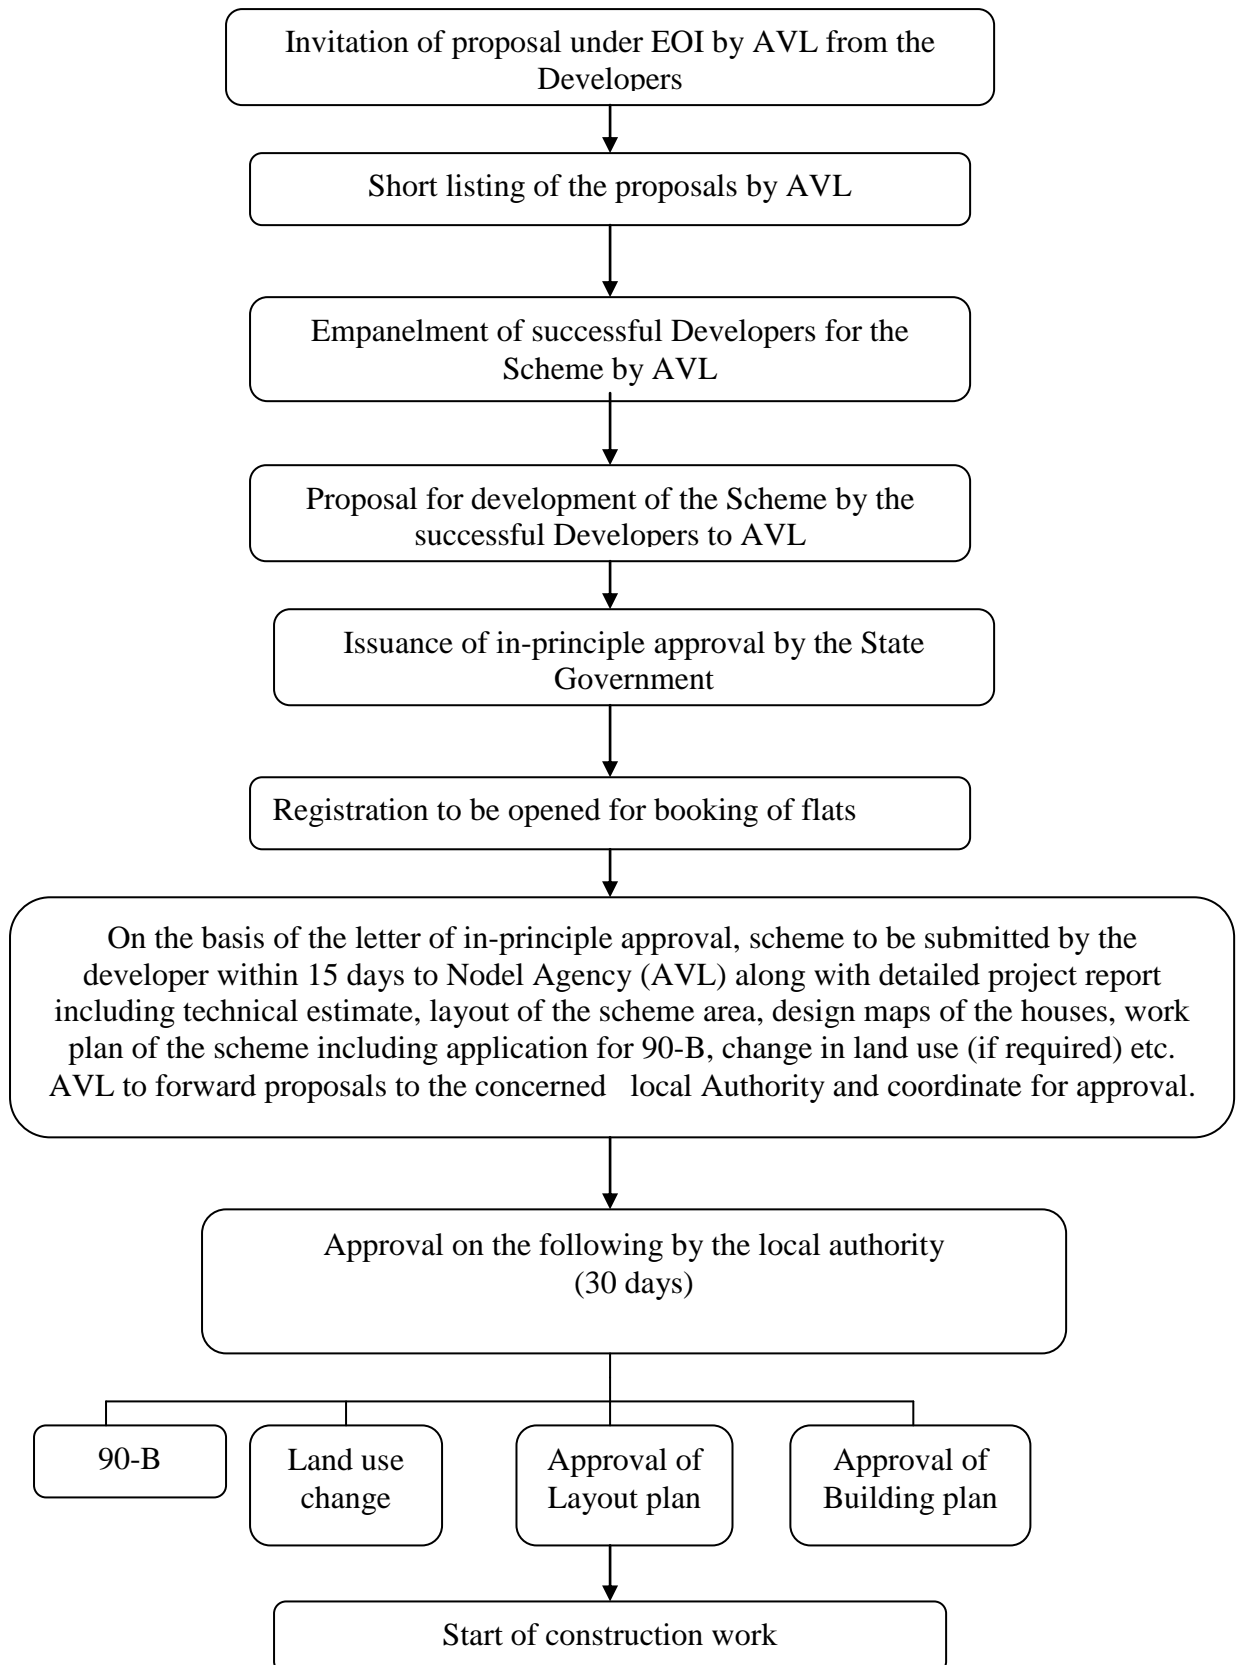 Invitation of proposal under EOI by AVL from the
Developers
Short listing of the proposals by AVL
Empanelment of successful Developers for the
Scheme by AVL
Proposal for development of the Scheme by the
successful Developers to AVL
Issuance of in-principle approval by the State
Government
Registration to be opened for booking of flats
On the basis of the letter of in-principle approval, scheme to be submitted by the
developer within 15 days to Nodel Agency (AVL) along with detailed project report
including technical estimate, layout of the scheme area, design maps of the houses, work
plan of the scheme including application for 90-B, change in land use (if required) etc.
AVL to forward proposals to the concerned local Authority and coordinate for approval.
Approval on the following by the local authority
(30 days)
90-B
Land use
change
Approval of
Layout plan
Approval of
Building plan
Start of construction work